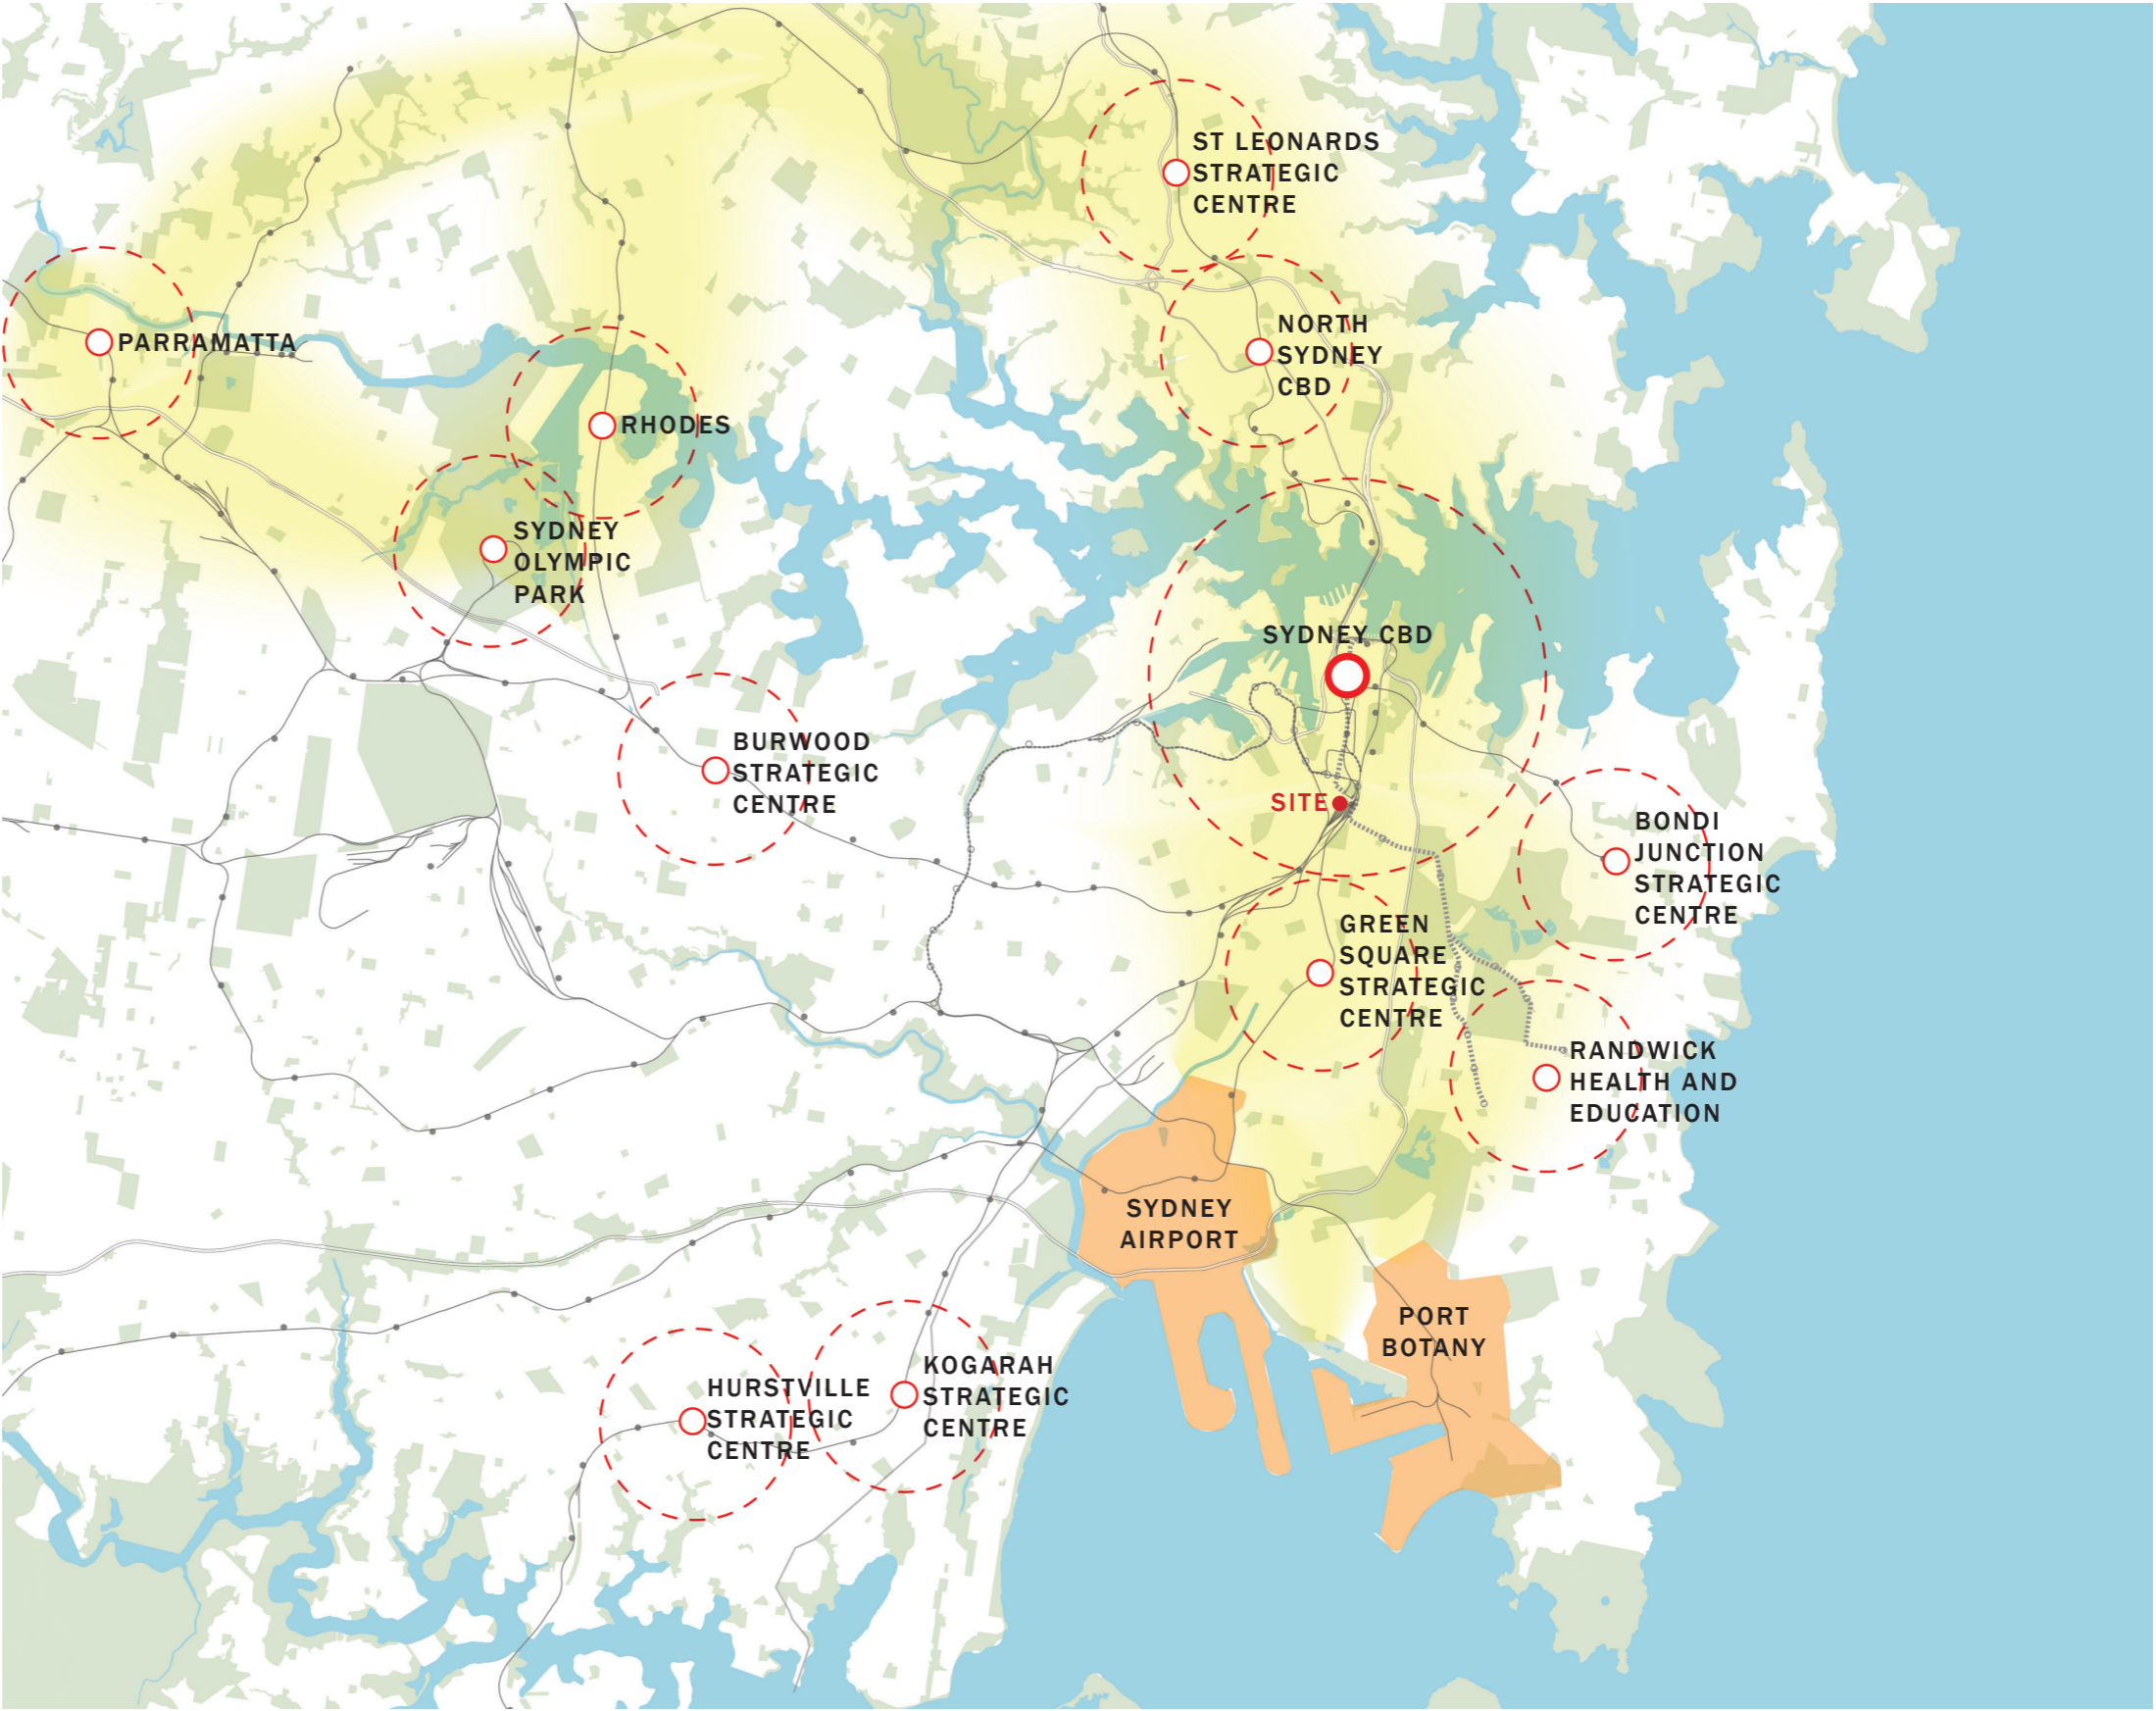 ST LEONARDS
STRATEGIC
CENTRE
NORTH
SYDNEY
CBD
PARRAMATTA
RHODES
SYDNEY
OLYMPIC
PARK
SYDNEY CBD
BURWOOD
STRATEGIC
CENTRE
SITE
BONDI
JUNCTION
STRATEGIC
CENTRE
GREEN
SQUARE
STRATEGIC
CENTRE
RANDWICK
HEALTH AND
EDUCATION
SYDNEY
AIRPORT
PORT
BOTANY
KOGARAH
STRATEGIC
CENTRE
HURSTVILLE
STRATEGIC
CENTRE